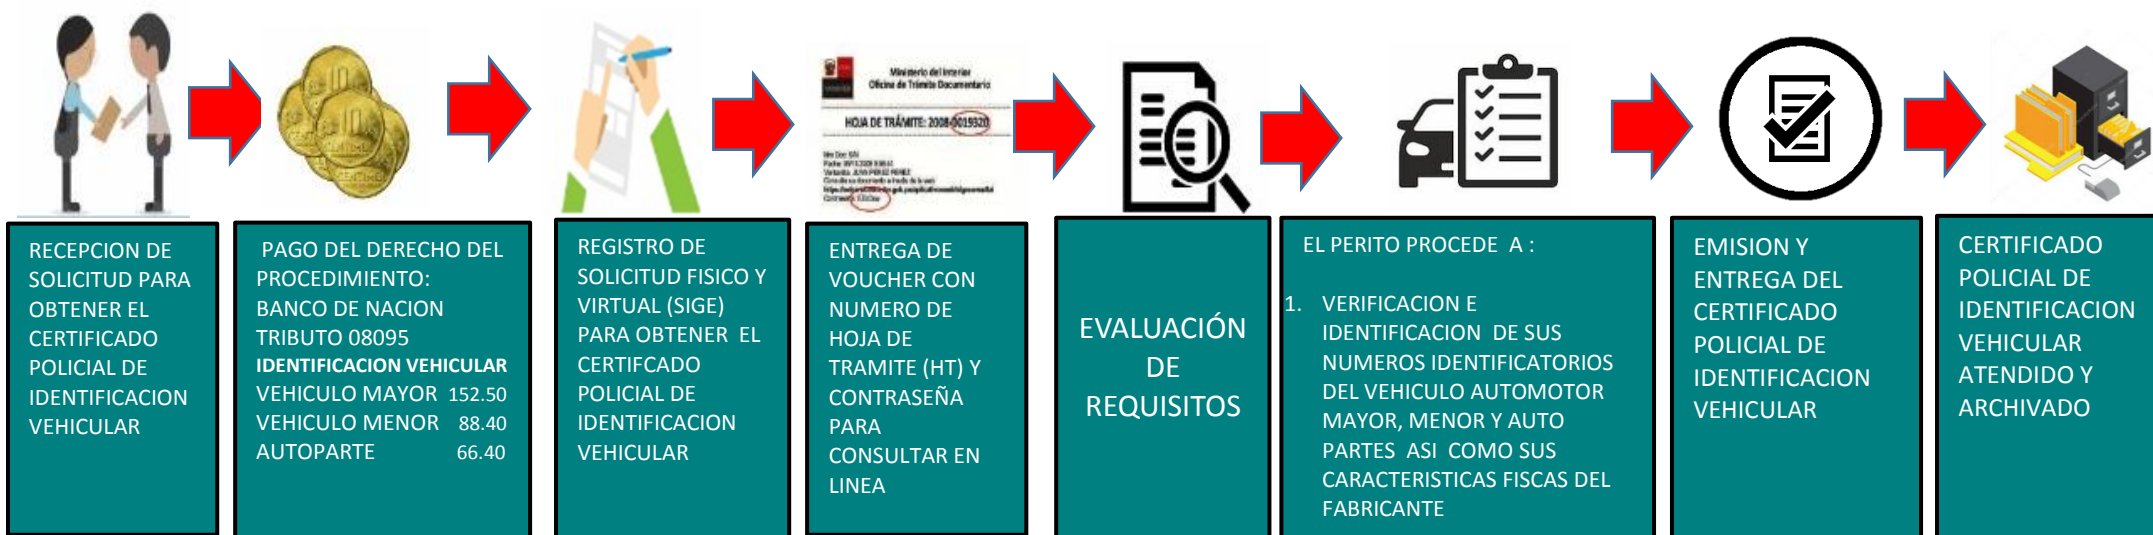 Ministerio del Interior
Oficina de Trámite Documentario
HOJA DE TRÁMITE: 2008-0019320
RECEPCION DE
SOLICITUD PARA
OBTENER EL
CERTIFICADO
POLICIAL DE
IDENTIFICACION
VEHICULAR
PAGO DEL DERECHO DEL
PROCEDIMIENTO:
BANCO DE NACION
TRIBUTO 08095
IDENTIFICACION VEHICULAR
VEHICULO MAYOR 152.50
VEHICULO MENOR 88.40
AUTOPARTE 66.40
REGISTRO DE
SOLICITUD FISICO Y
VIRTUAL (SIGE)
PARA OBTENER EL
CERTIFCADO
POLICIAL DE
IDENTIFICACION
VEHICULAR
ENTREGA DE
VOUCHER CON
NUMERO DE
HOJA DE
TRAMITE (HT) Y
CONTRASEÑA
PARA
CONSULTAR EN
LINEA
EVALUACIÓN
DE
REQUISITOS
EL PERITO PROCEDE A :
1. VERIFICACION E
IDENTIFICACION DE SUS
NUMEROS IDENTIFICATORIOS
DEL VEHICULO AUTOMOTOR
MAYOR, MENOR Y AUTO
PARTES ASI COMO SUS
CARACTERISTICAS FISCAS DEL
FABRICANTE
EMISION Y
ENTREGA DEL
CERTIFICADO
POLICIAL DE
IDENTIFICACION
VEHICULAR
CERTIFICADO
POLICIAL DE
IDENTIFICACION
VEHICULAR
ATENDIDO Y
ARCHIVADO